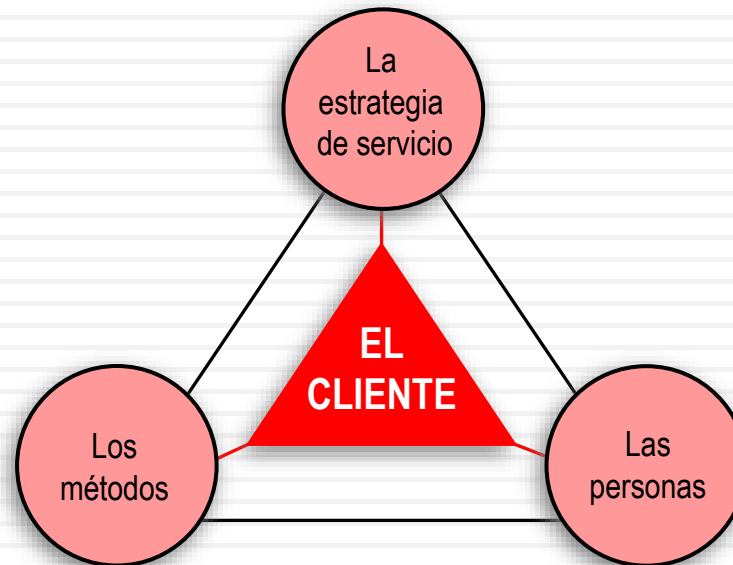 La
estrategia
de servicio
EL
CLIENTE
Los
métodos
Las
personas